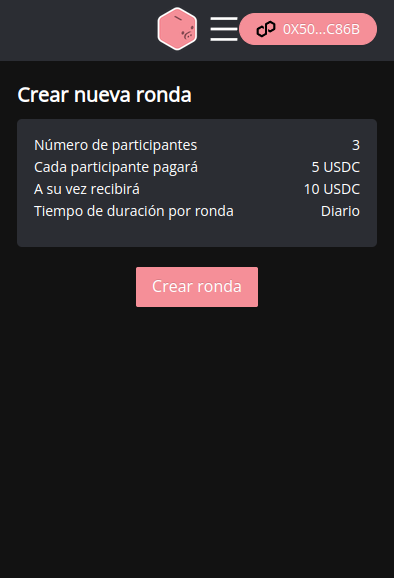 0X50...C86B
Crear nueva ronda
Número de participantes 3
Cada participante pagará 5 USDC
A su vez recibirá 10 USDC
Tiempo de duración por ronda Diario
Crear ronda